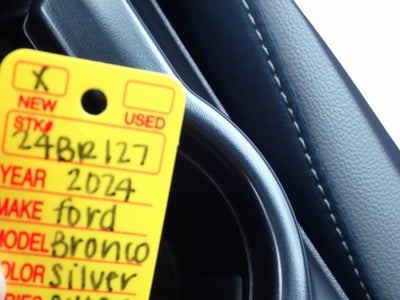 X
NEW USED
STK#
24BR127
YEAR 2024
MAKE ford
MODEL Bronco
OLOR Silver